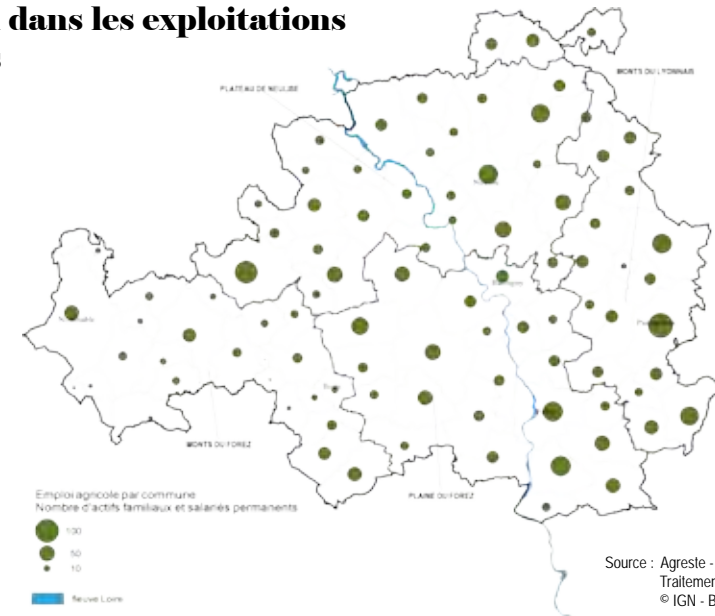 dans les exploitations
PLATEAU DE NEULISE
MONTS DU LYONNAIS
MONTS DU FOREZ
PLAINE DU FOREZ
Emploi agricole par commune
Nombre d'actifs familiaux et salariés permanents
100
50
10
fleuve Loire
Source : Agreste -
Traitemen
© IGN - B